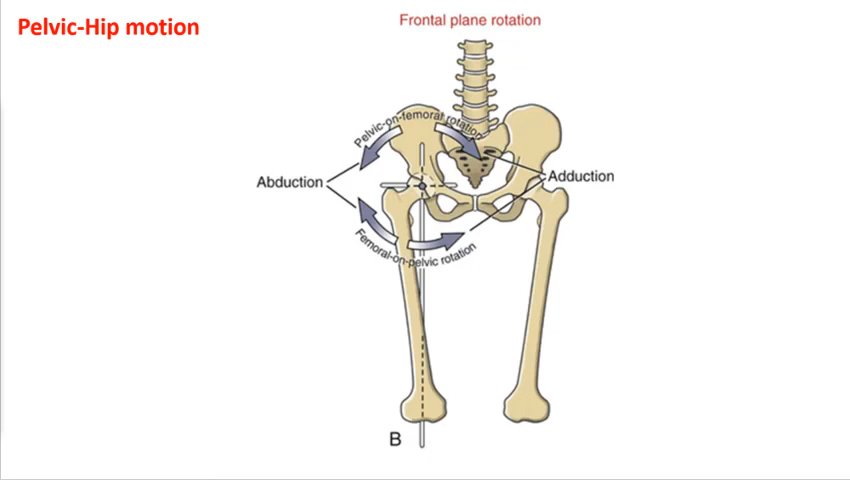 Pelvic-Hip motion
Frontal plane rotation
Pelvic-on-femoral rotation
Abduction
Adduction
Femoral-on-pelvic rotation
B